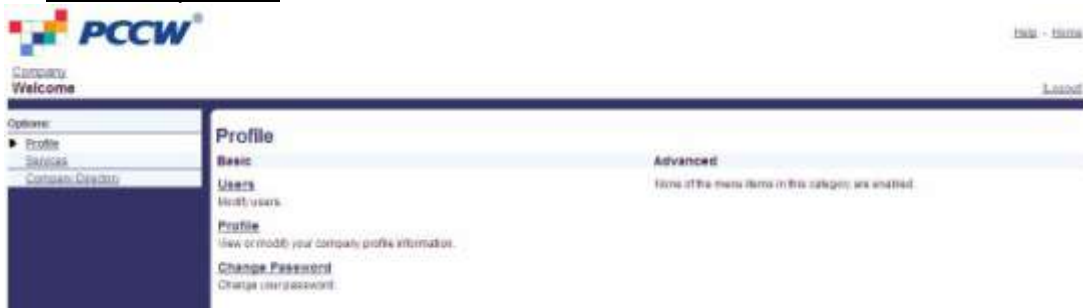 PCCW®
Help - Home
Company
Welcome
Logout
Options:
Profile
Services
Company Directory
Profile
Basic
Advanced
Users
Modify users.
None of the menu items in this category are enabled.
Profile
View or modify your company profile information.
Change Password
Change your password.